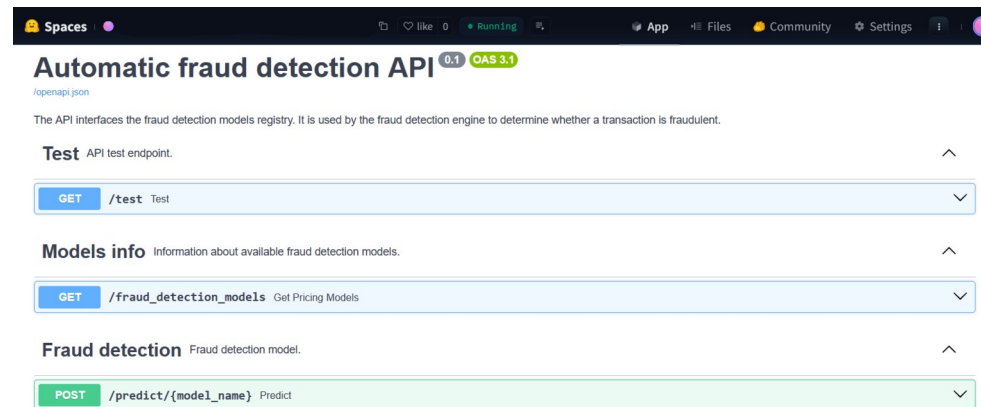 Spaces
like 0
Running
App
Files
Community
Settings
Automatic fraud detection API 0.1 OAS 3.1
/openapi.json
The API interfaces the fraud detection models registry. It is used by the fraud detection engine to determine whether a transaction is fraudulent.
Test API test endpoint.
GET /test Test
Models info Information about available fraud detection models.
GET /fraud_detection_models Get Pricing Models
Fraud detection Fraud detection model.
POST /predict/{model_name} Predict